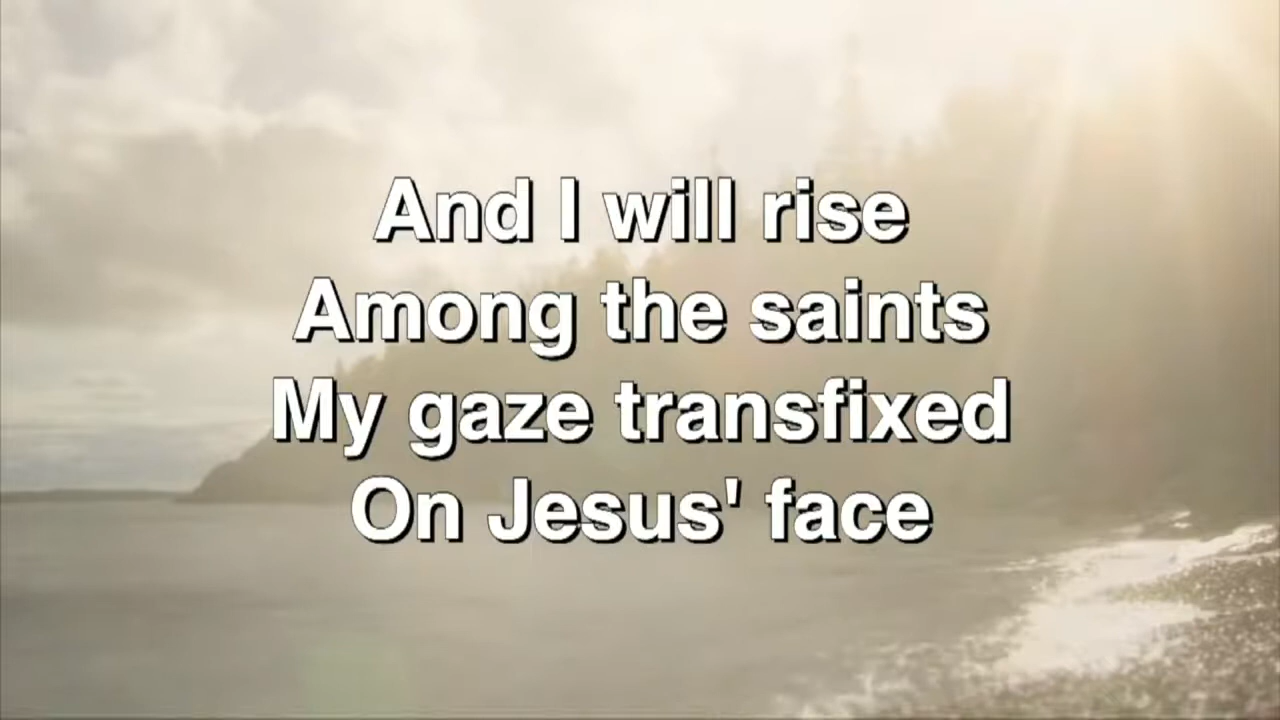 And I will rise
Among the saints
My gaze transfixed
On Jesus' face